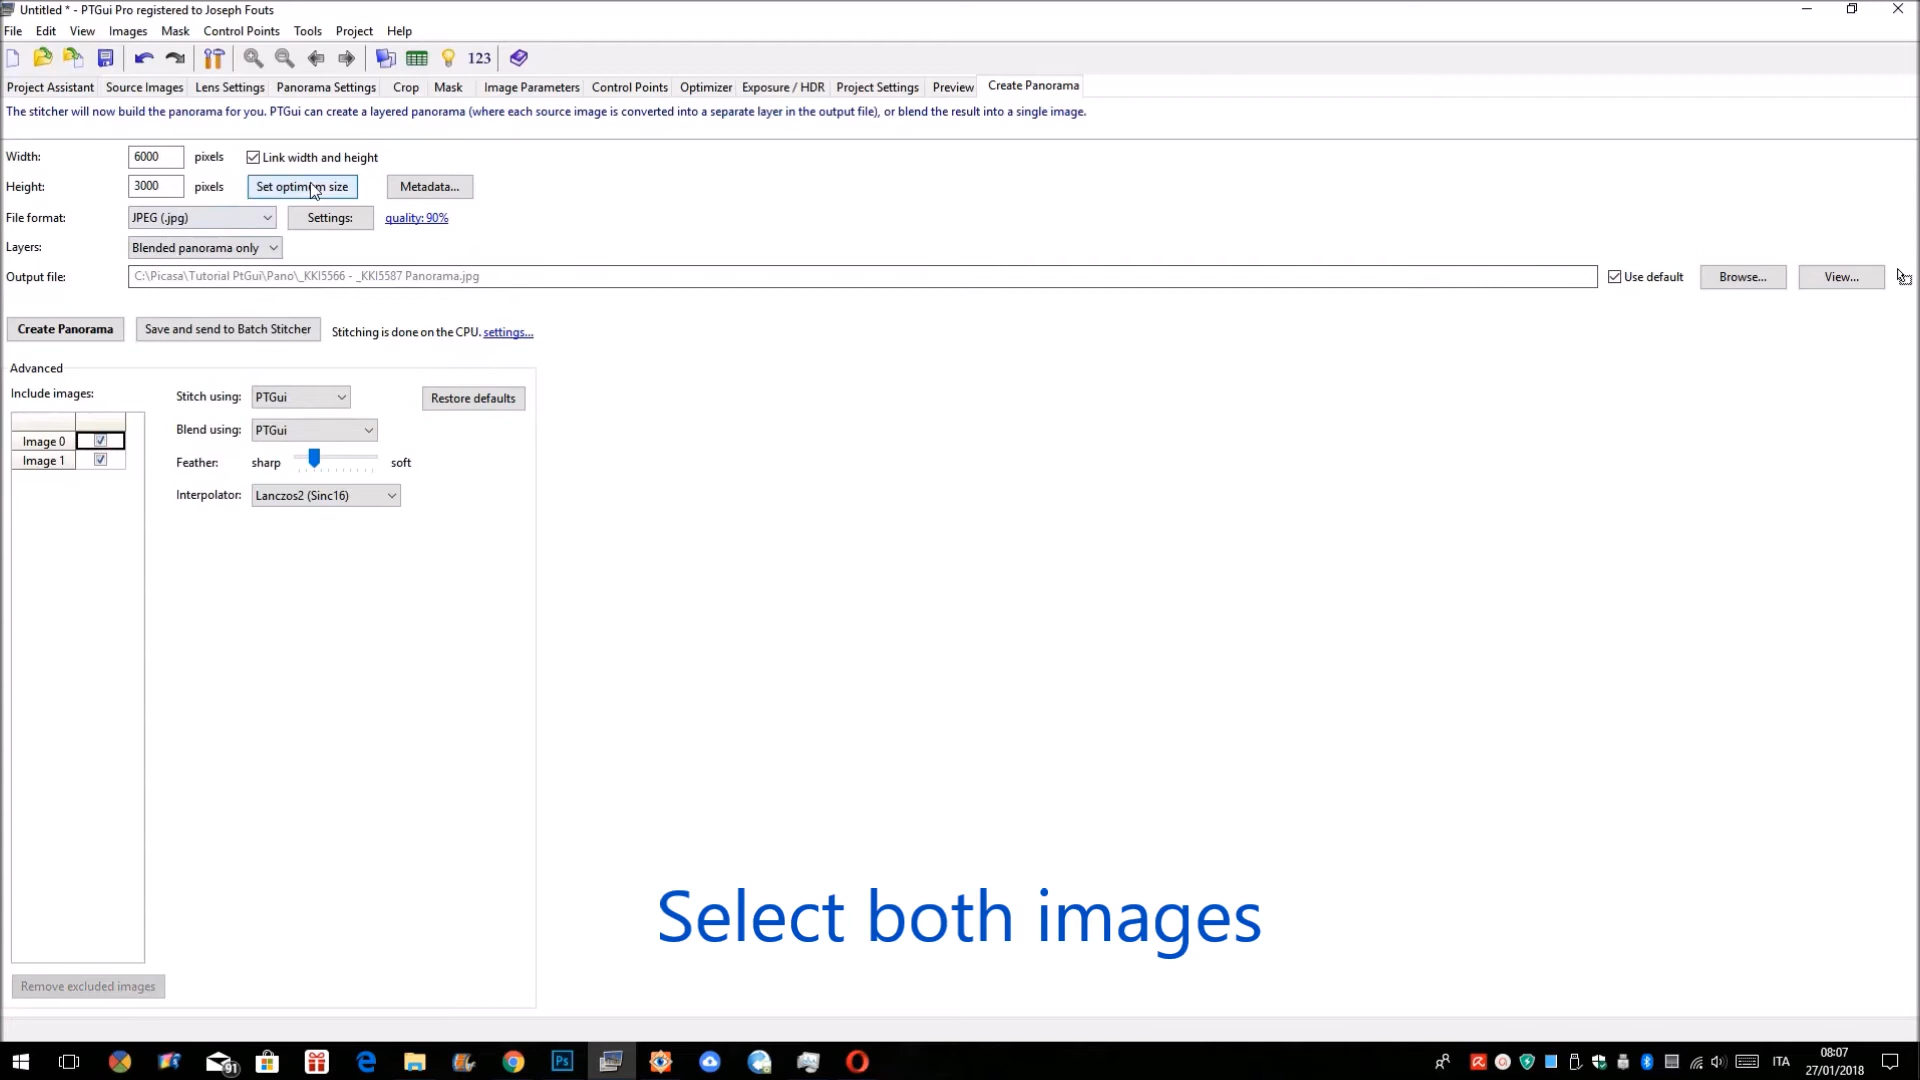 Untitled * - PTGui Pro registered to Joseph Fouts
File Edit View Images Mask Control Points Tools Project Help
123
Project Assistant Source Images Lens Settings Panorama Settings Crop Mask Image Parameters Control Points Optimizer Exposure / HDR Project Settings Preview Create Panorama
The stitcher will now build the panorama for you. PTGui can create a layered panorama (where each source image is converted into a separate layer in the output file), or blend the result into a single image.
Width: 6000 pixels Link width and height
Height: 3000 pixels Set optimum size Metadata...
File format: JPEG (.jpg) Settings: quality: 90%
Layers: Blended panorama only
Output file: C:\Picasa\Tutorial PtGui\Pano\_KKI5566 - _KKI5587 Panorama.jpg Use default Browse... View...
Create Panorama Save and send to Batch Stitcher Stitching is done on the CPU. settings...
Advanced
Include images: Stitch using: PTGui Restore defaults
Image 0 Blend using: PTGui
Image 1 Feather: sharp soft
Interpolator: Lanczos2 (Sinc16)
Select both images
Remove excluded images
91 Ps ITA 08:07
27/01/2018